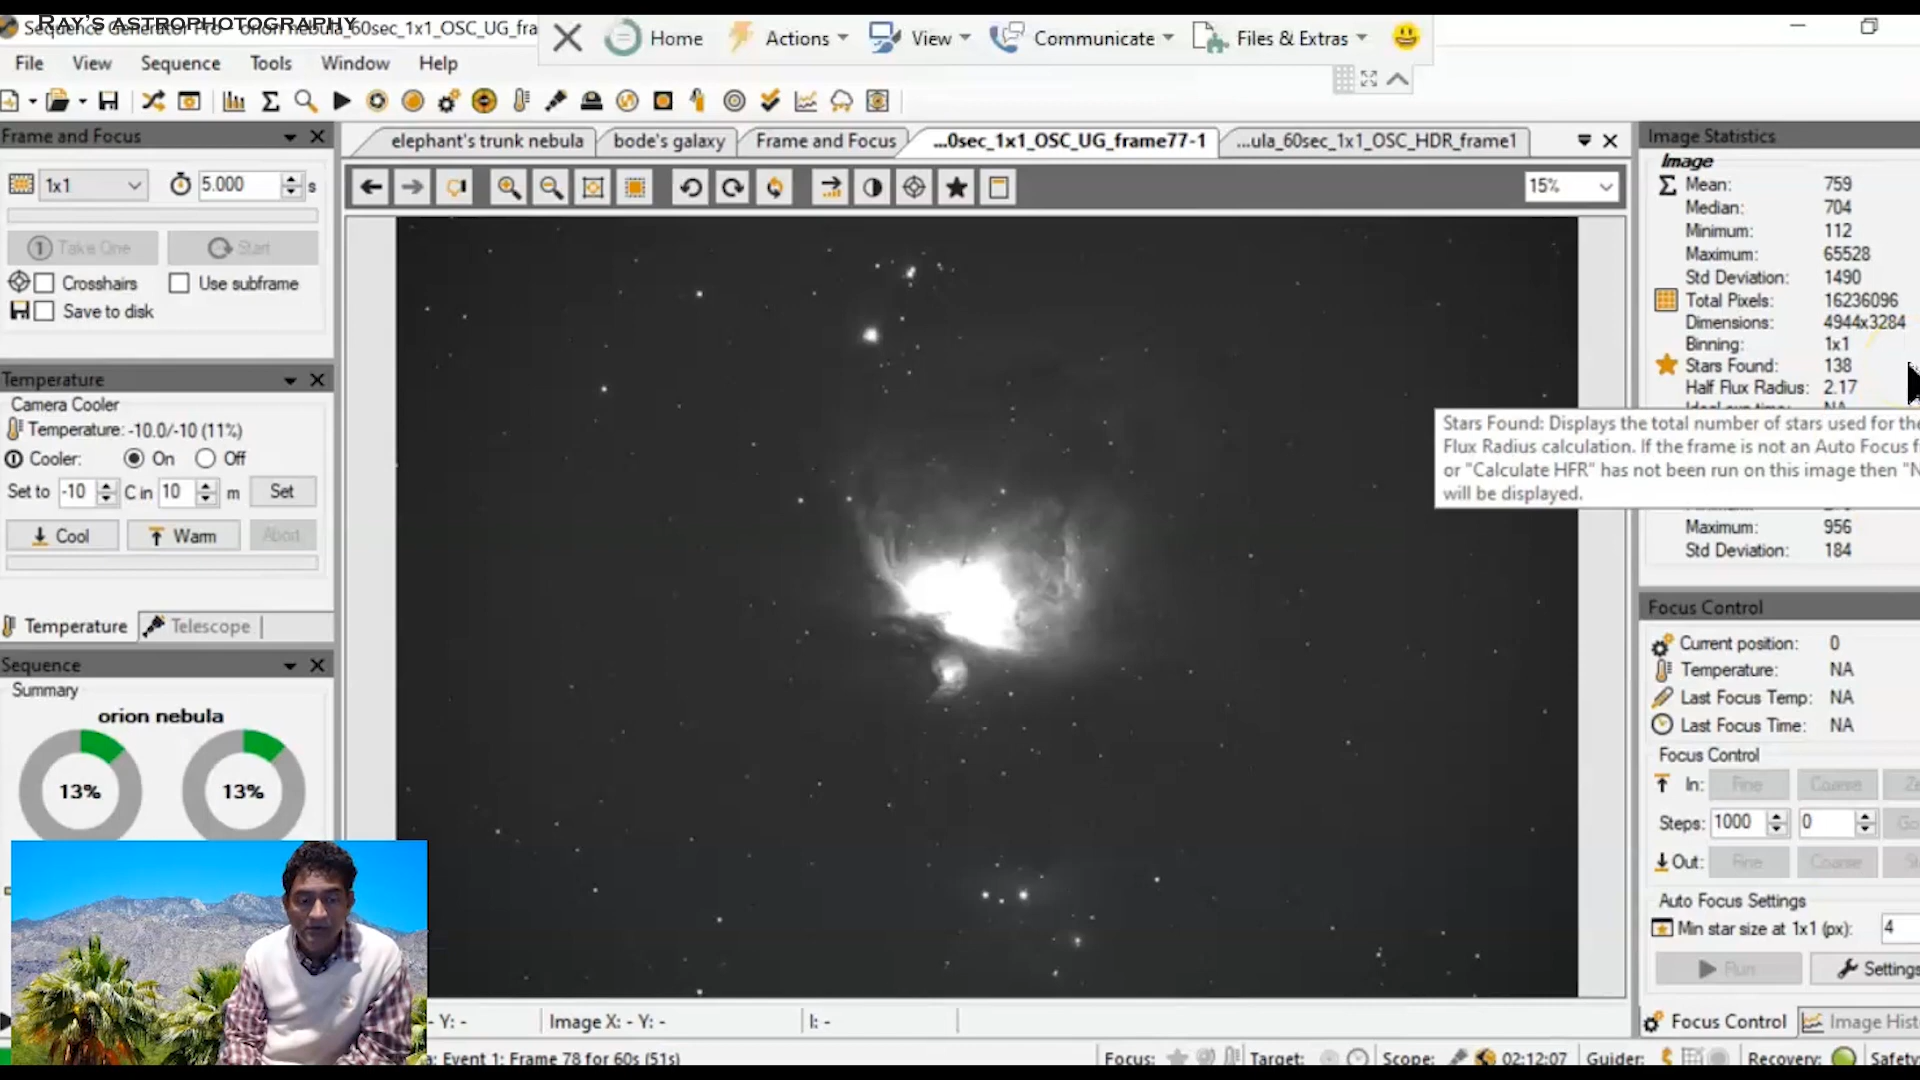 RAY'S ASTROPHOTOGRAPHY
Sequence Generator Pro - orion nebula_60sec_1x1_OSC_UG_fra
Home
Actions
View
Communicate
Files & Extras
File View Sequence Tools Window Help
Frame and Focus
elephant's trunk nebula
bode's galaxy
Frame and Focus
...0sec_1x1_OSC_UG_frame77-1
...ula_60sec_1x1_OSC_HDR_frame1
1x1
5.000 s
15%
Take One
Start
Crosshairs
Use subframe
Save to disk
Temperature
Camera Cooler
Temperature: -10.0/-10 (11%)
Cooler: On Off
Set to -10 C in 10 m Set
Cool
Warm
Abort
Temperature
Telescope
Sequence
Summary
orion nebula
13%
13%
Image Statistics
Image
Mean: 759
Median: 704
Minimum: 112
Maximum: 65528
Std Deviation: 1490
Total Pixels: 16236096
Dimensions: 4944x3284
Binning: 1x1
Stars Found: 138
Half Flux Radius: 2.17
Stars Found: Displays the total number of stars used for the
Flux Radius calculation. If the frame is not an Auto Focus f
or "Calculate HFR" has not been run on this image then "N
will be displayed.
Maximum: 956
Std Deviation: 184
Focus Control
Current position: 0
Temperature: NA
Last Focus Temp: NA
Last Focus Time: NA
Focus Control
In: Fine Coarse Ze
Steps: 1000 0 Go
Out: Fine Coarse St
Auto Focus Settings
Min star size at 1x1 (px): 4
Run
Settings
Focus Control
Image Hist
- Y: -
Image X: - Y: -
I: -
a: Event 1: Frame 78 for 60s (51s)
Focus:
Target:
Scope:
02:12:07
Guider:
Recovery:
Safety